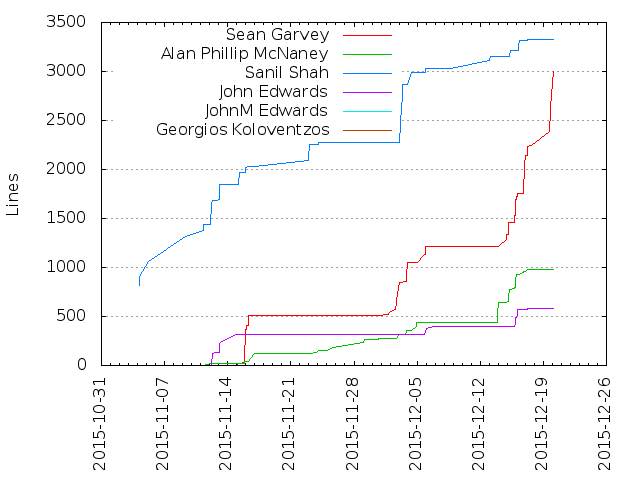 3500
3000
2500
2000
1500
1000
500
0
Lines
Sean Garvey
Alan Phillip McNaney
Sanil Shah
John Edwards
JohnM Edwards
Georgios Koloventzos
2015-10-31
2015-11-07
2015-11-14
2015-11-21
2015-11-28
2015-12-05
2015-12-12
2015-12-19
2015-12-26